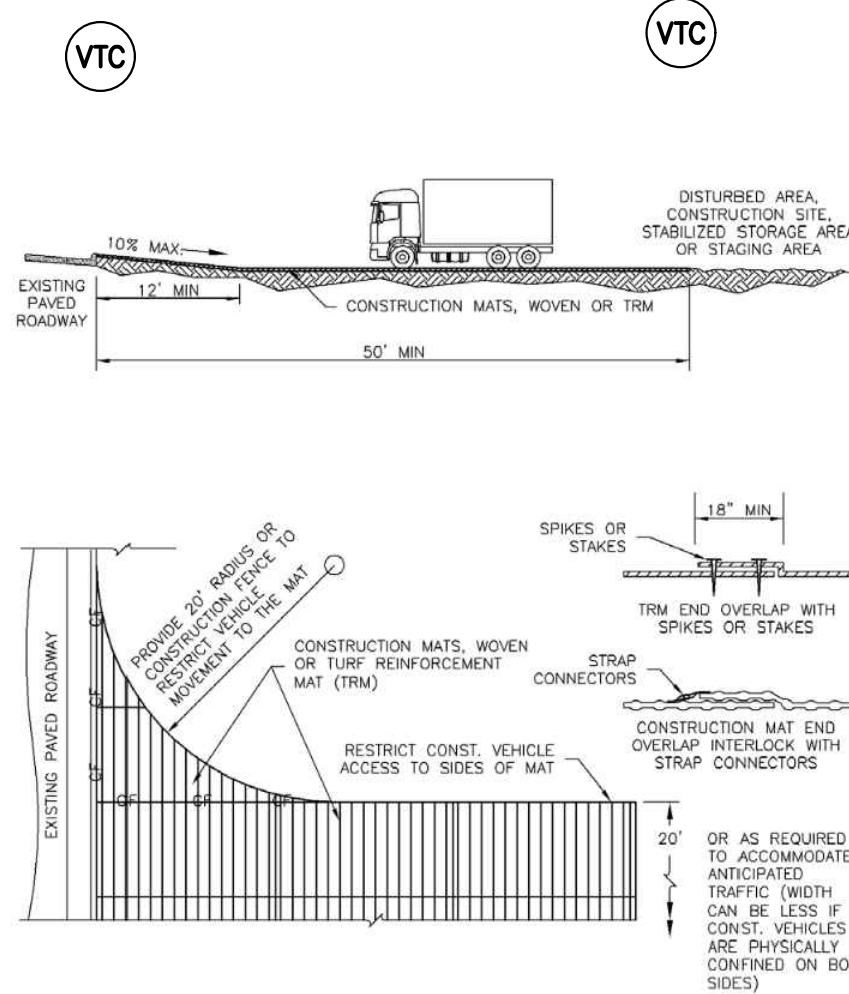 VTC
VTC
DISTURBED AREA,
CONSTRUCTION SITE,
STABILIZED STORAGE AREA
OR STAGING AREA
10% MAX.
EXISTING
PAVED
ROADWAY
12' MIN
CONSTRUCTION MATS, WOVEN OR TRM
50' MIN
PROVIDE 20' RADIUS OR
CONSTRUCTION FENCE TO
RESTRICT VEHICLE
MOVEMENT TO THE MAT
18" MIN
SPIKES OR
STAKES
TRM END OVERLAP WITH
SPIKES OR STAKES
EXISTING PAVED ROADWAY
CF
CF
CF
CF
CF
CF
CONSTRUCTION MATS, WOVEN
OR TURF REINFORCEMENT
MAT (TRM)
STRAP
CONNECTORS
CONSTRUCTION MAT END
OVERLAP INTERLOCK WITH
STRAP CONNECTORS
RESTRICT CONST. VEHICLE
ACCESS TO SIDES OF MAT
20'
OR AS REQUIRED
TO ACCOMMODATE
ANTICIPATED
TRAFFIC (WIDTH
CAN BE LESS IF
CONST. VEHICLES
ARE PHYSICALLY
CONFINED ON BO
SIDES)